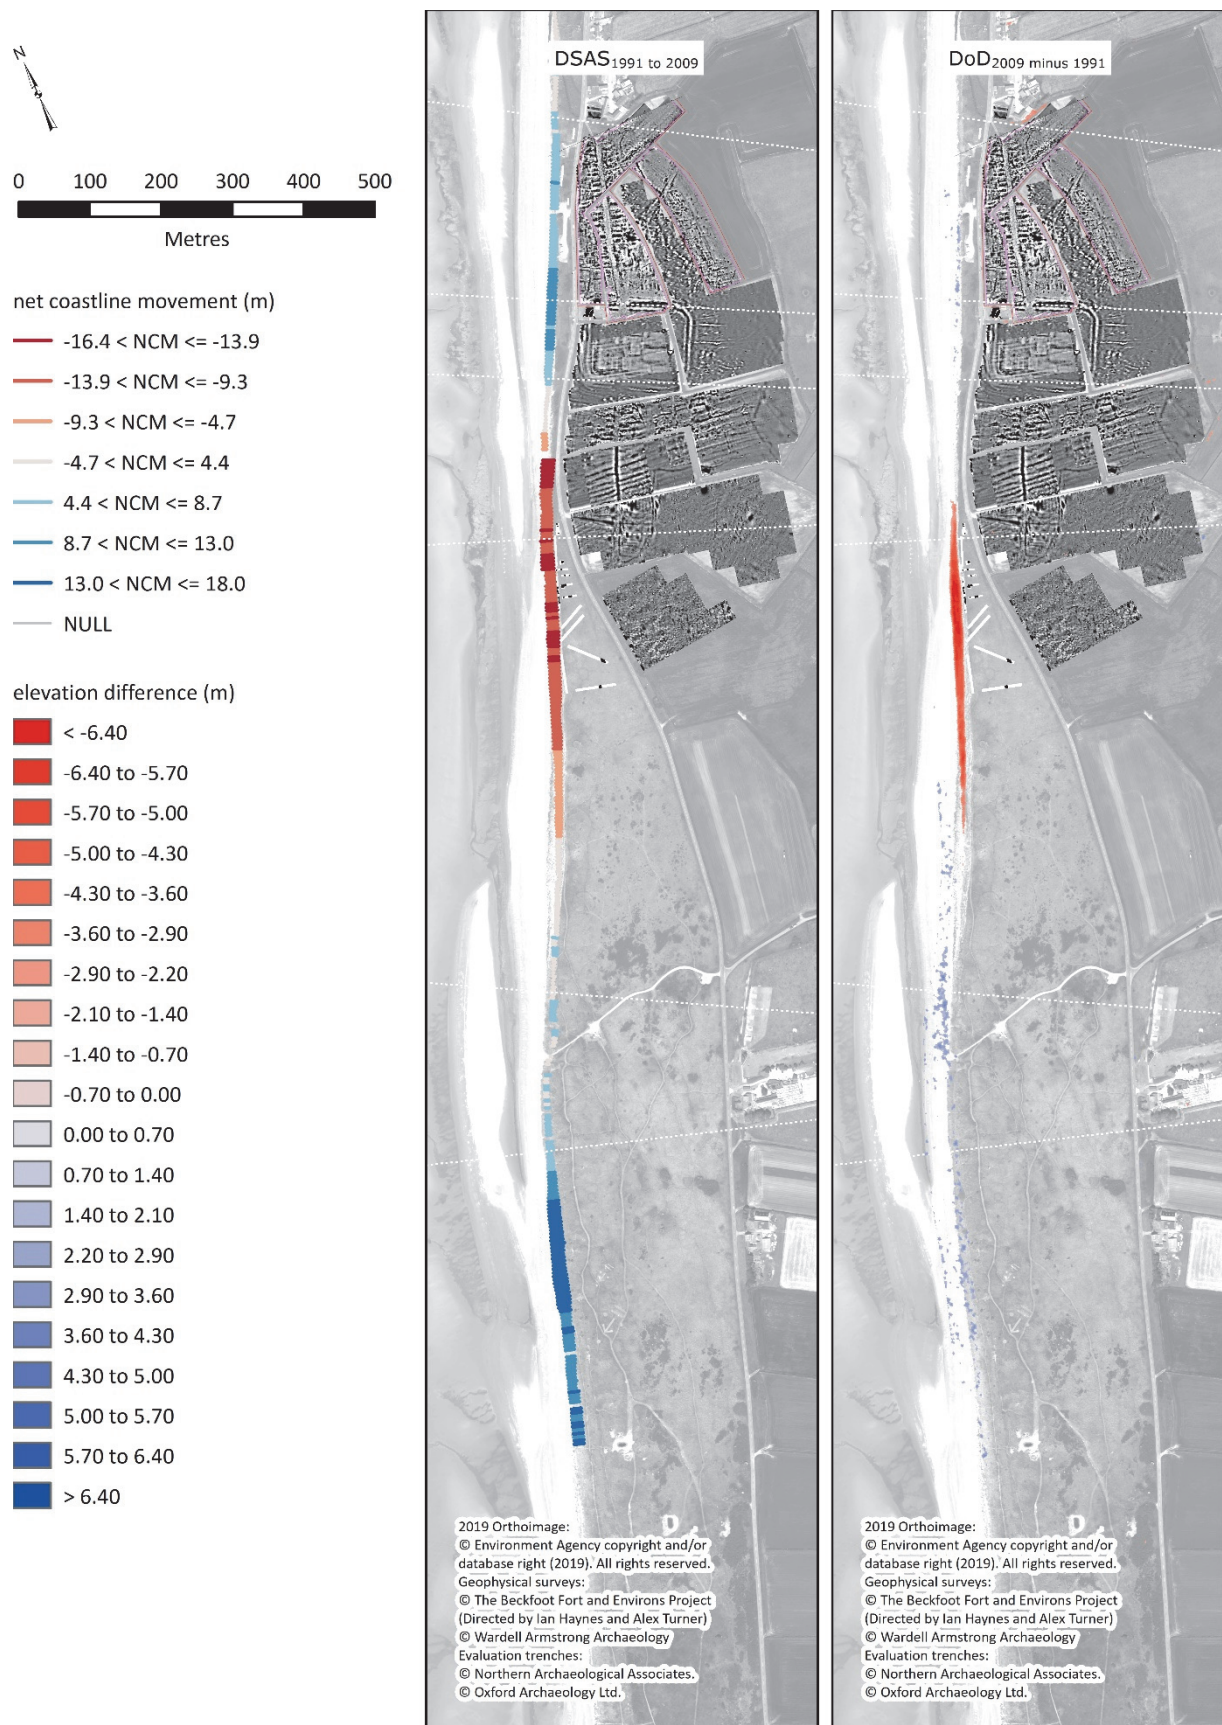 N
0 100 200 300 400 500
Metres
net coastline movement (m)
-16.4 < NCM <= -13.9
-13.9 < NCM <= -9.3
-9.3 < NCM <= -4.7
-4.7 < NCM <= 4.4
4.4 < NCM <= 8.7
8.7 < NCM <= 13.0
13.0 < NCM <= 18.0
NULL
elevation difference (m)
< -6.40
-6.40 to -5.70
-5.70 to -5.00
-5.00 to -4.30
-4.30 to -3.60
-3.60 to -2.90
-2.90 to -2.20
-2.10 to -1.40
-1.40 to -0.70
-0.70 to 0.00
0.00 to 0.70
0.70 to 1.40
1.40 to 2.10
2.20 to 2.90
2.90 to 3.60
3.60 to 4.30
4.30 to 5.00
5.00 to 5.70
5.70 to 6.40
> 6.40
DSAS1991 to 2009
2019 Orthoimage:
© Environment Agency copyright and/or
database right (2019). All rights reserved.
Geophysical surveys:
© The Beckfoot Fort and Environs Project
(Directed by Ian Haynes and Alex Turner)
© Wardell Armstrong Archaeology
Evaluation trenches:
© Northern Archaeological Associates.
© Oxford Archaeology Ltd.
DoD2009 minus 1991
2019 Orthoimage:
© Environment Agency copyright and/or
database right (2019). All rights reserved.
Geophysical surveys:
© The Beckfoot Fort and Environs Project
(Directed by Ian Haynes and Alex Turner)
© Wardell Armstrong Archaeology
Evaluation trenches:
© Northern Archaeological Associates.
© Oxford Archaeology Ltd.